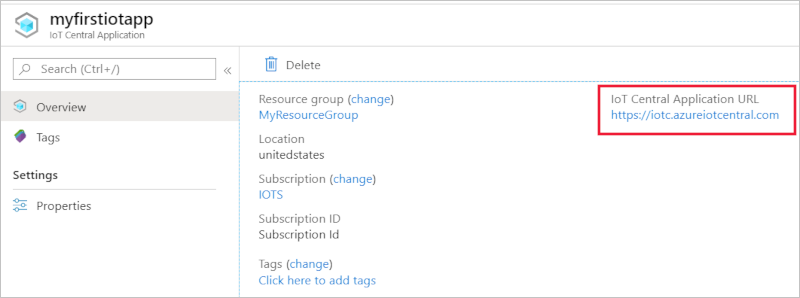 myfirstiotapp
IoT Central Application
Search (Ctrl+/)
«
Overview
Tags
Settings
Properties
Delete
Resource group (change)
MyResourceGroup
Location
unitedstates
Subscription (change)
IOTS
Subscription ID
Subscription Id
Tags (change)
Click here to add tags
IoT Central Application URL
https://iotc.azureiotcentral.com